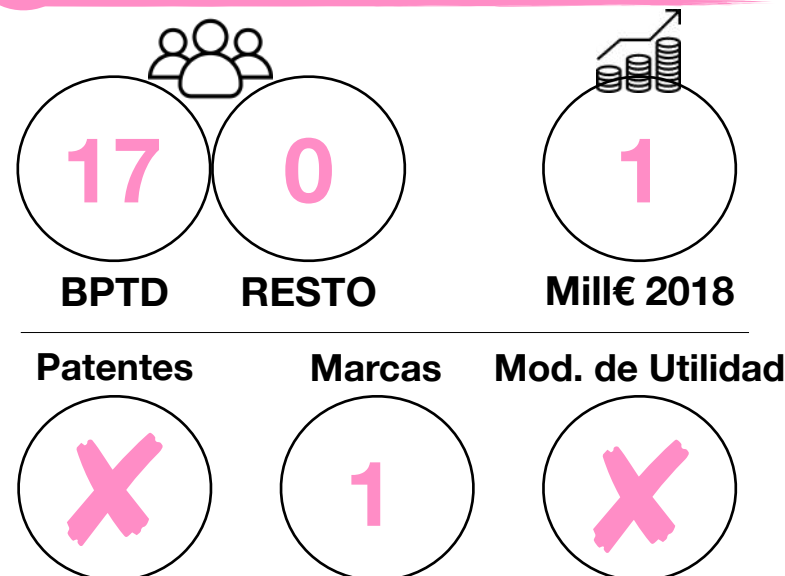 17 0 1
BPTD RESTO Mill€ 2018
Patentes Marcas Mod. de Utilidad
1